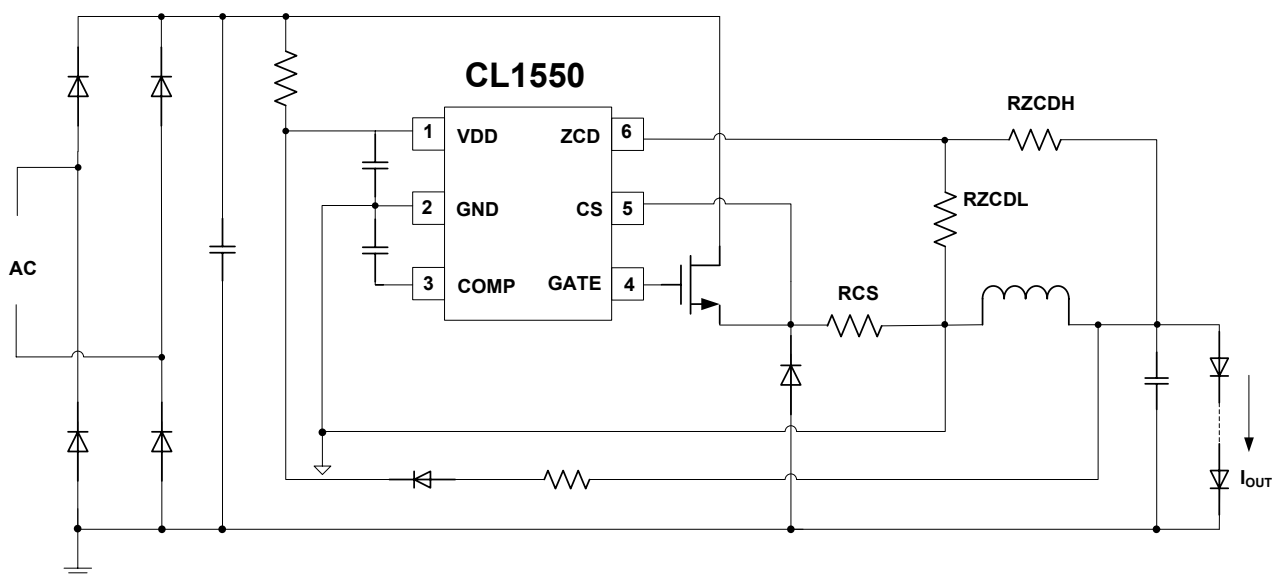 CL1550
RZCDH
1 VDD ZCD 6
RZCDL
2 GND CS 5
AC
3 COMP GATE 4
RCS
IOUT